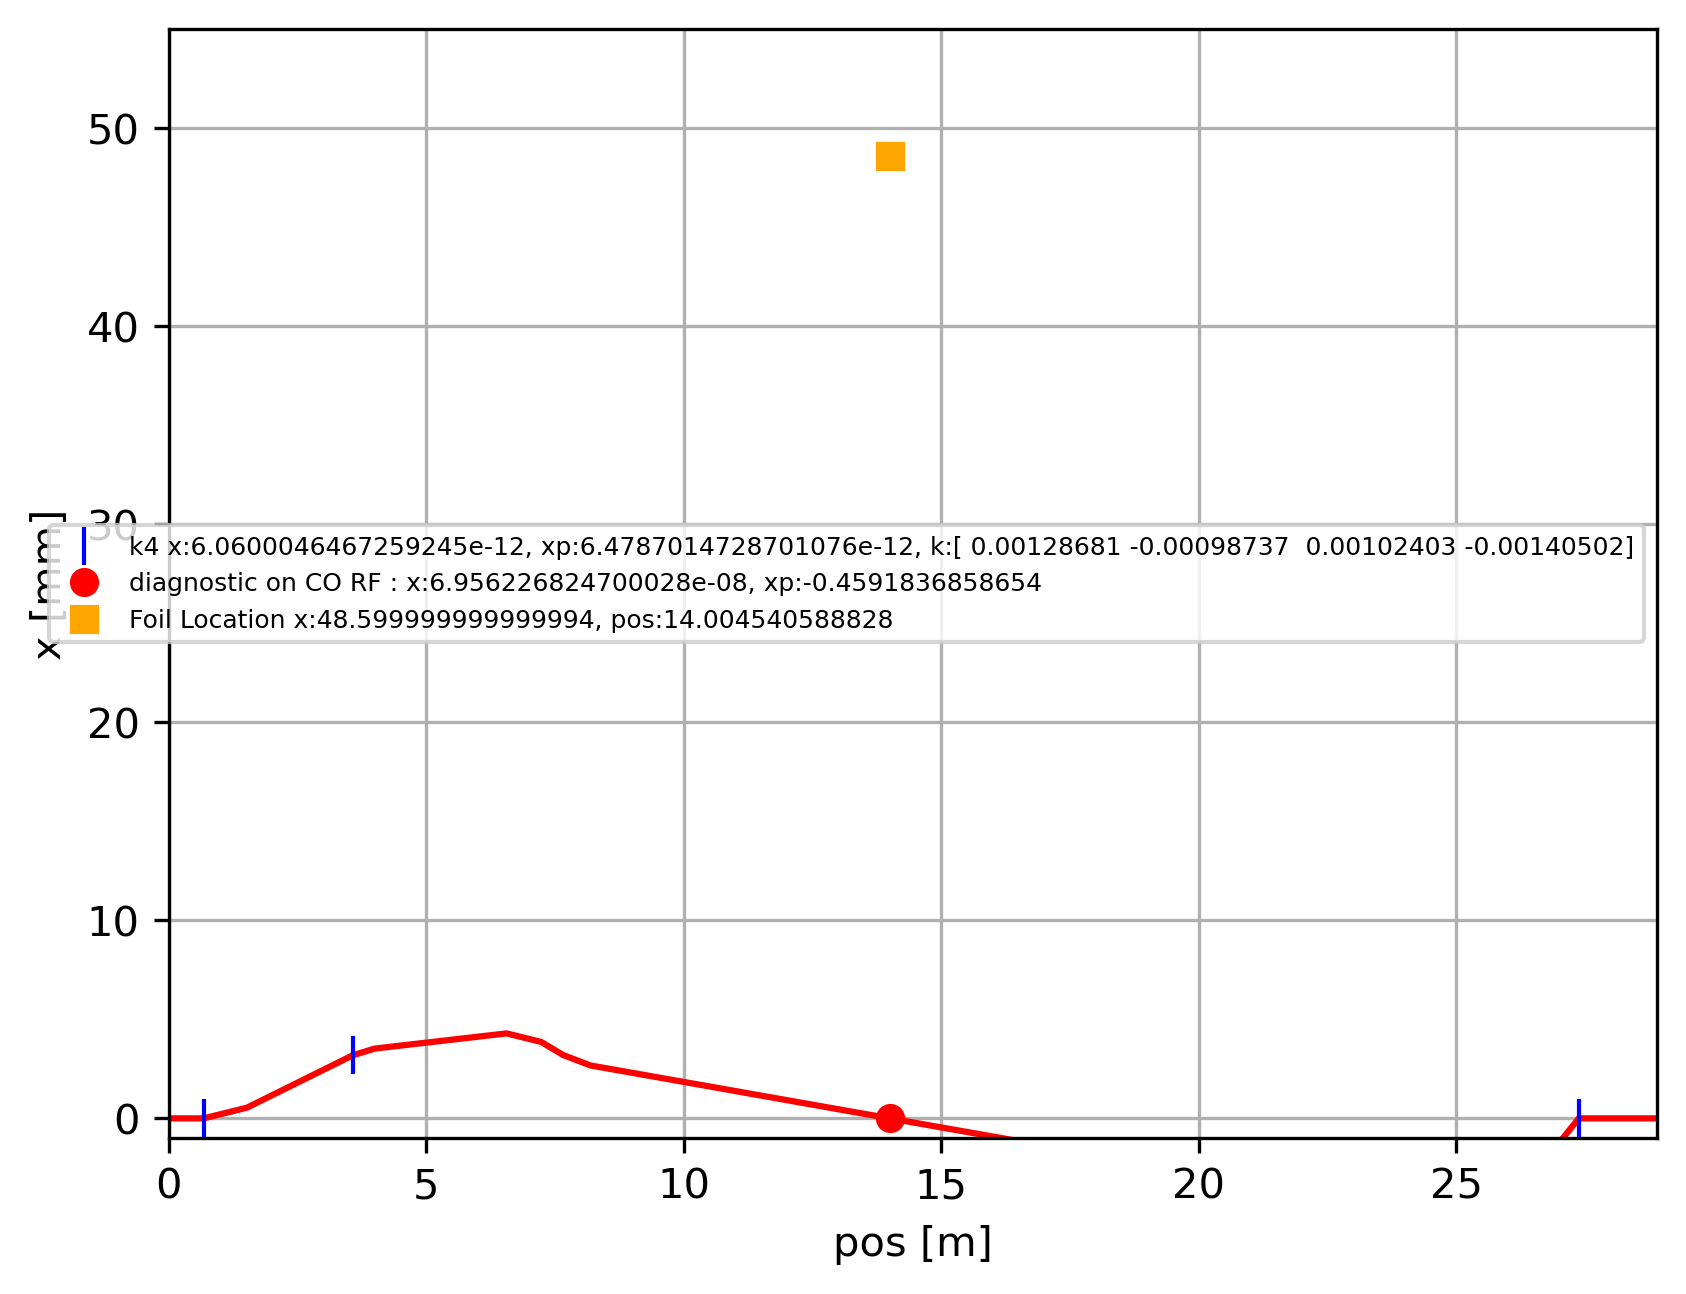 50
40
30
20
10
0
x [mm]
k4 x:6.0600046467259245e-12, xp:6.4787014728701076e-12, k:[ 0.00128681 -0.00098737  0.00102403 -0.00140502]
diagnostic on CO RF : x:6.956226824700028e-08, xp:-0.4591836858654
Foil Location x:48.599999999999994, pos:14.004540588828
0 5 10 15 20 25
pos [m]